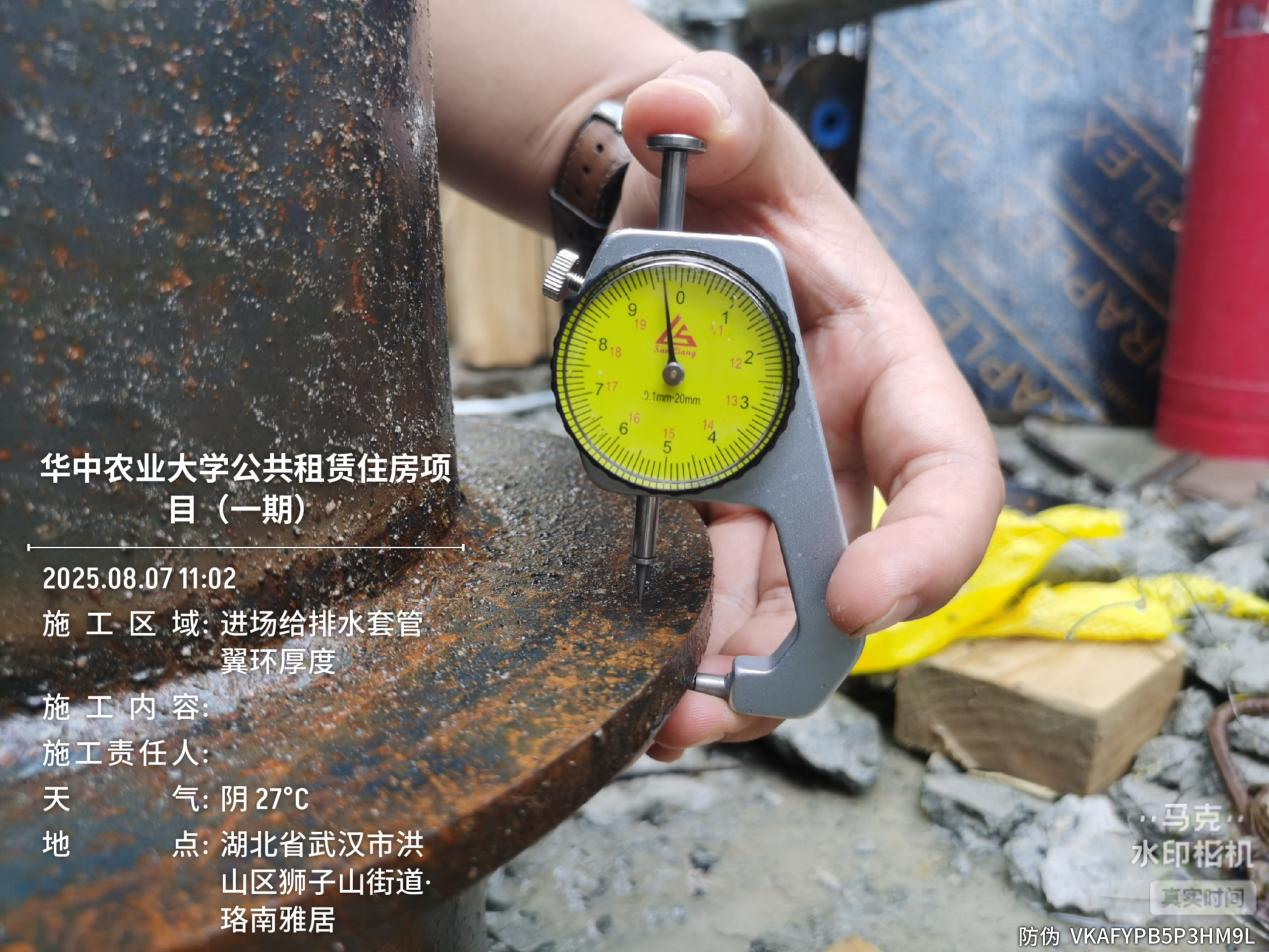 0
1
2
3
4
5
6
7
8
9
11
12
13
14
15
16
17
18
19
0.1mm-20mm
DURAPLEX
华中农业大学公共租赁住房项
目（一期）
2025.08.07 11:02
施工区域: 进场给排水套管
翼环厚度
施工内容:
施工责任人:
天气: 阴 27°C
地点: 湖北省武汉市洪
山区狮子山街道·
珞南雅居
马克
水印相机
真实时间
防伪 VKAFYPB5P3HM9L